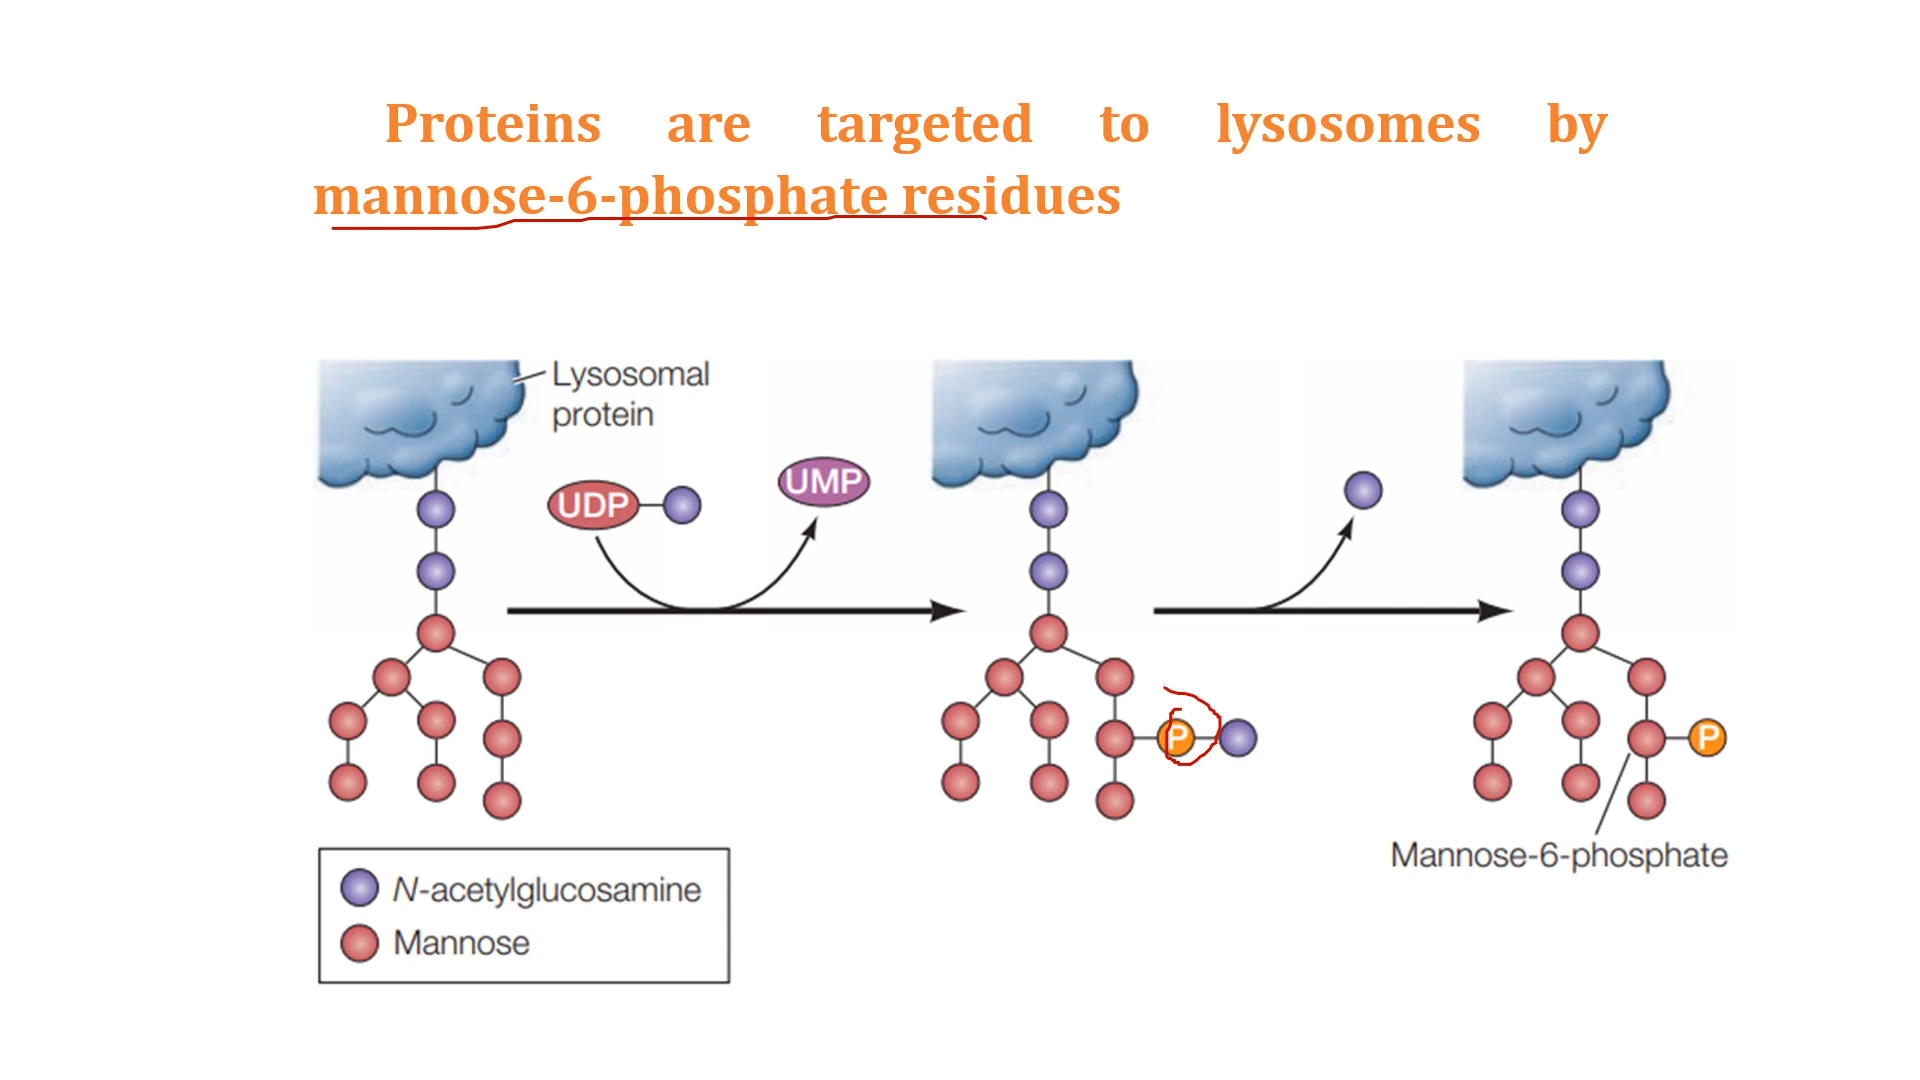 Proteins are targeted to lysosomes by
mannose-6-phosphate residues
Lysosomal
protein
UDP
UMP
P
P
Mannose-6-phosphate
N-acetylglucosamine
Mannose